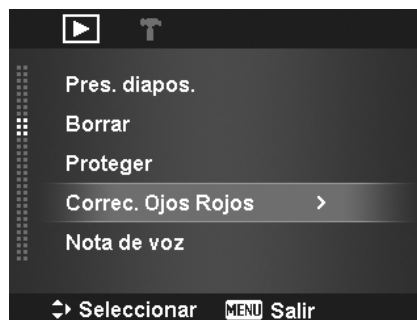 Pres. diapos.
Borrar
Proteger
Correc. Ojos Rojos
Nota de voz
Seleccionar MENU Salir